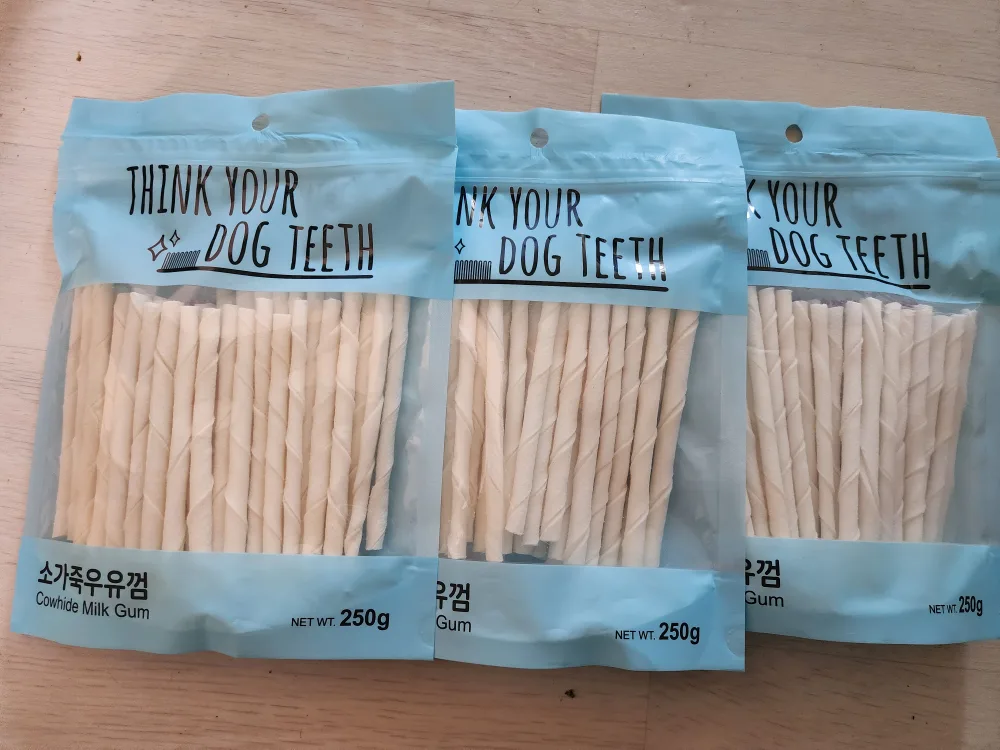 THINK YOUR
DOG TEETH
소가죽우유껌
Cowhide Milk Gum
NET WT. 250g
NK YOUR
DOG TEETH
유껌
Gum
NET WT. 250g
K YOUR
DOG TEETH
유껌
Gum
NET WT. 250g